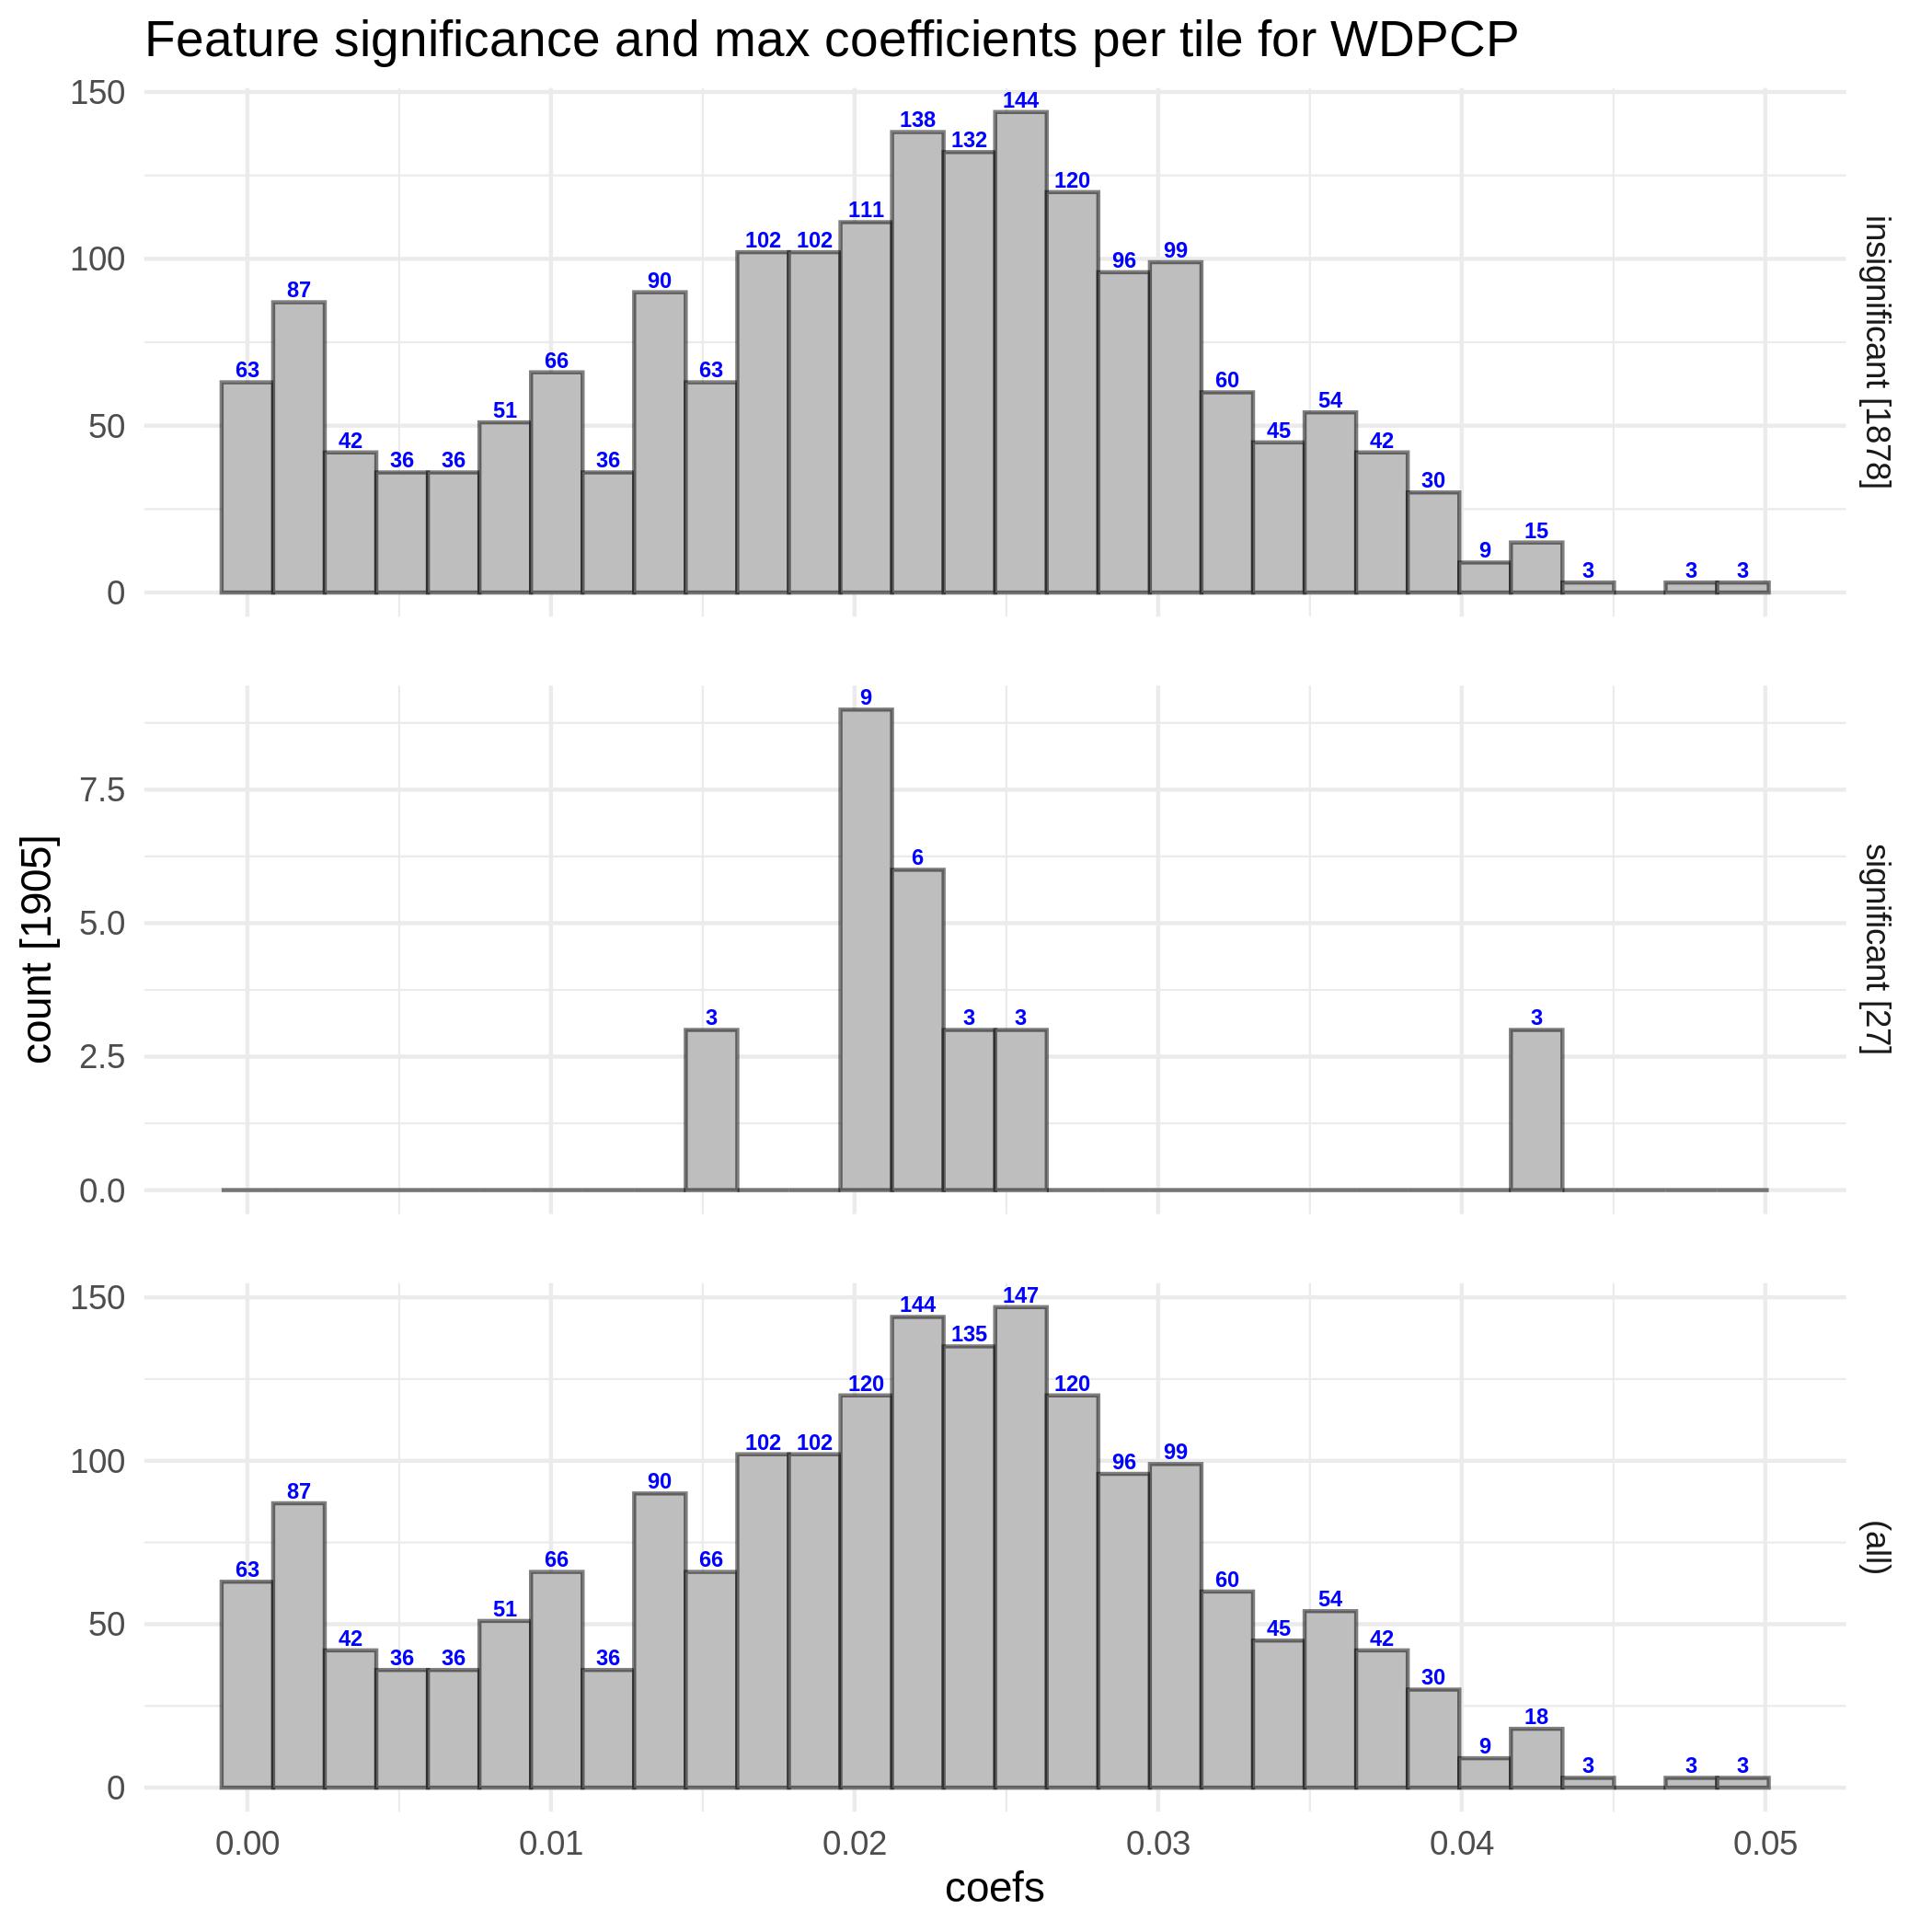 Feature significance and max coefficients per tile for WDPCP
150
100
50
0
63 87 42 36 36 51 66 36 90 63 102 102 111 138 132 144 120 96 99 60 45 54 42 30 9 15 3 3 3
insignificant [1878]
count [1905]
7.5
5.0
2.5
0.0
3 9 6 3 3 3
significant [27]
150
100
50
0
63 87 42 36 36 51 66 36 90 66 102 102 120 144 135 147 120 96 99 60 45 54 42 30 9 18 3 3 3
(all)
0.00 0.01 0.02 0.03 0.04 0.05
coefs